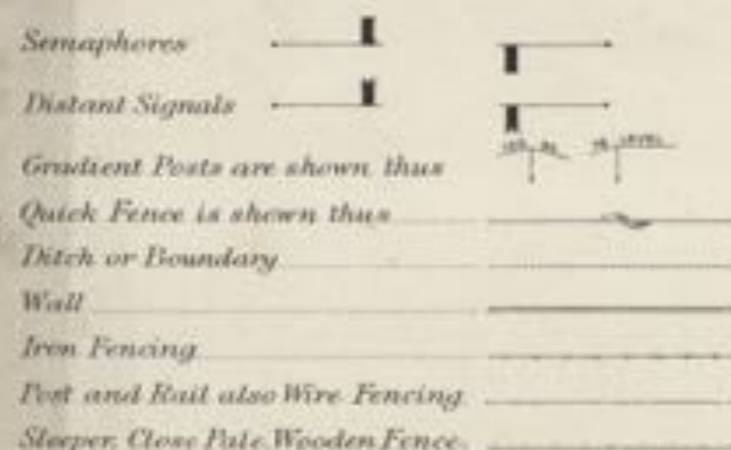 Semaphores
Distant Signals
Gradient Posts are shown thus
LEVEL
Quick Fence is shown thus
Ditch or Boundary
Wall
Iron Fencing
Post and Rail also Wire Fencing
Sleeper, Close Pale, Wooden Fence.